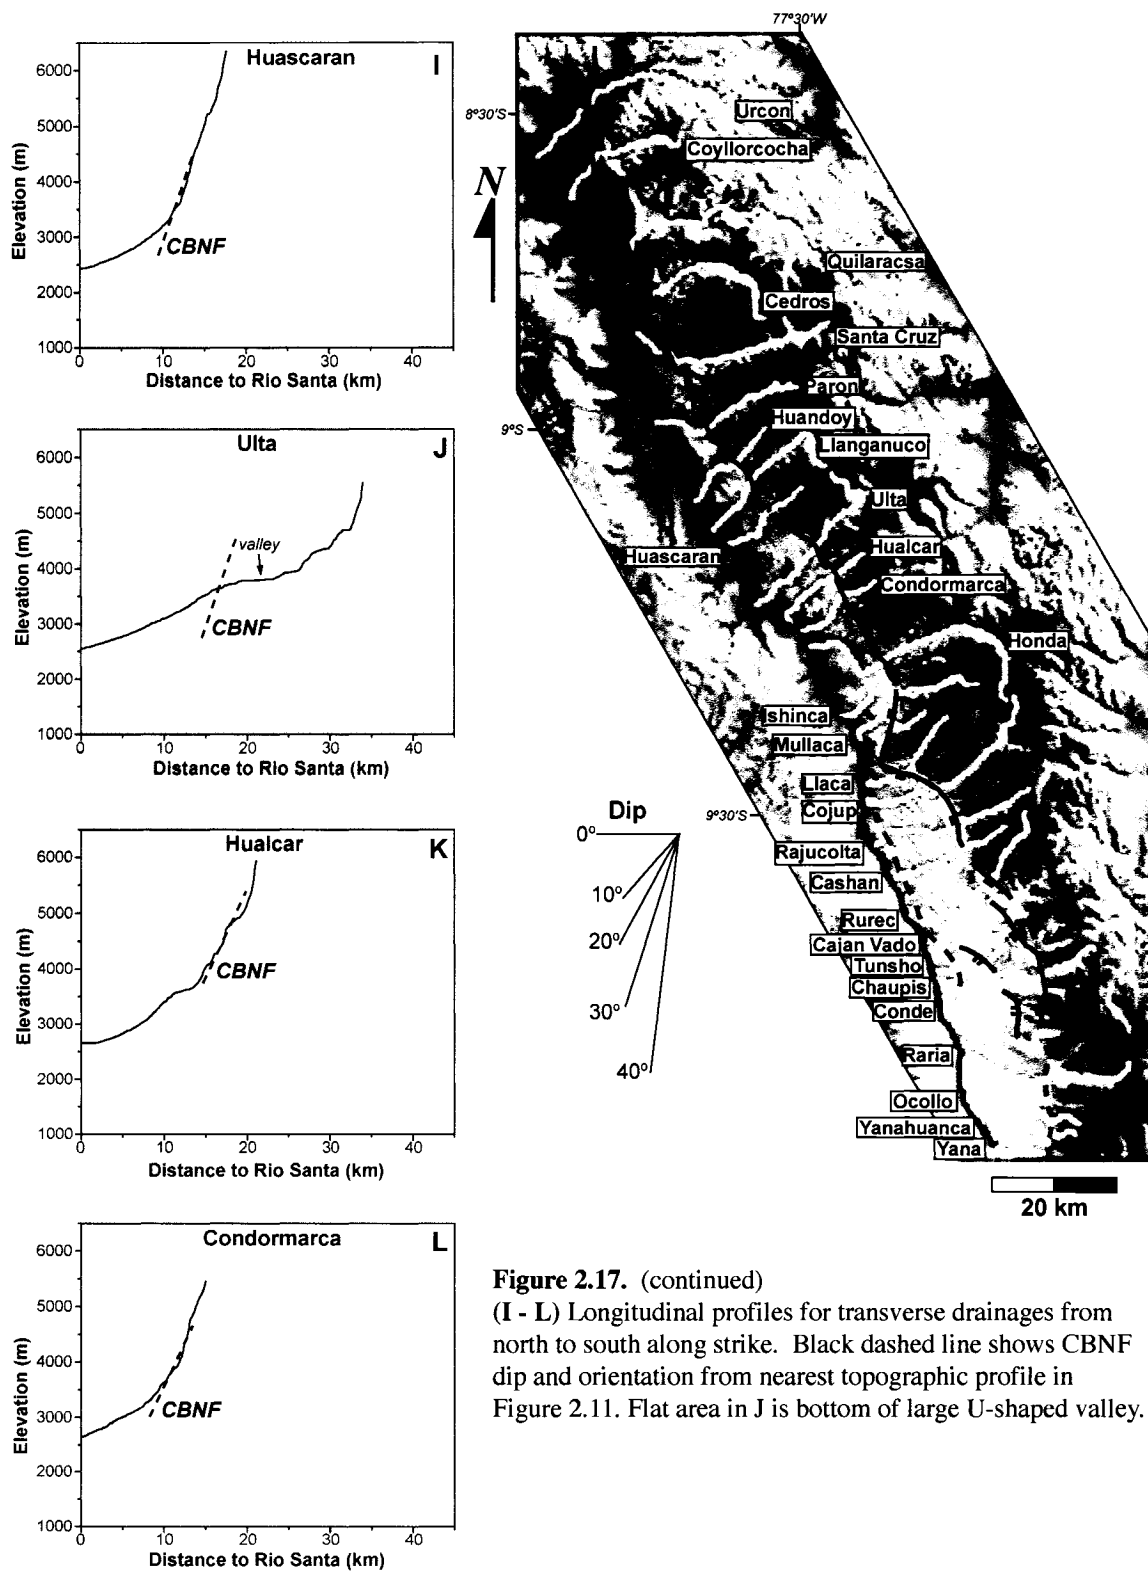 Huascaran
I
6000
5000
4000
3000
2000
1000
Elevation (m)
CBNF
0 10 20 30 40
Distance to Rio Santa (km)
Ulta
J
6000
5000
4000
3000
2000
1000
Elevation (m)
valley
CBNF
0 10 20 30 40
Distance to Rio Santa (km)
Hualcar
K
6000
5000
4000
3000
2000
1000
Elevation (m)
CBNF
0 10 20 30 40
Distance to Rio Santa (km)
Condormarca
L
6000
5000
4000
3000
2000
1000
Elevation (m)
CBNF
0 10 20 30 40
Distance to Rio Santa (km)
77°30'W
8°30'S
N
9°S
9°30'S
Urcon
Coyllorcocha
Quilaracsa
Cedros
Santa Cruz
Paron
Huandoy
Llanganuco
Ulta
Huascaran
Hualcar
Condormarca
Honda
Ishinca
Mullaca
Llaca
Cojup
Rajucolta
Cashan
Rurec
Cajan Vado
Tunsho
Chaupis
Conde
Raria
Ocollo
Yanahuanca
Yana
Dip
0°
10°
20°
30°
40°
20 km
Figure 2.17. (continued)
(I - L) Longitudinal profiles for transverse drainages from
north to south along strike. Black dashed line shows CBNF
dip and orientation from nearest topographic profile in
Figure 2.11. Flat area in J is bottom of large U-shaped valley.